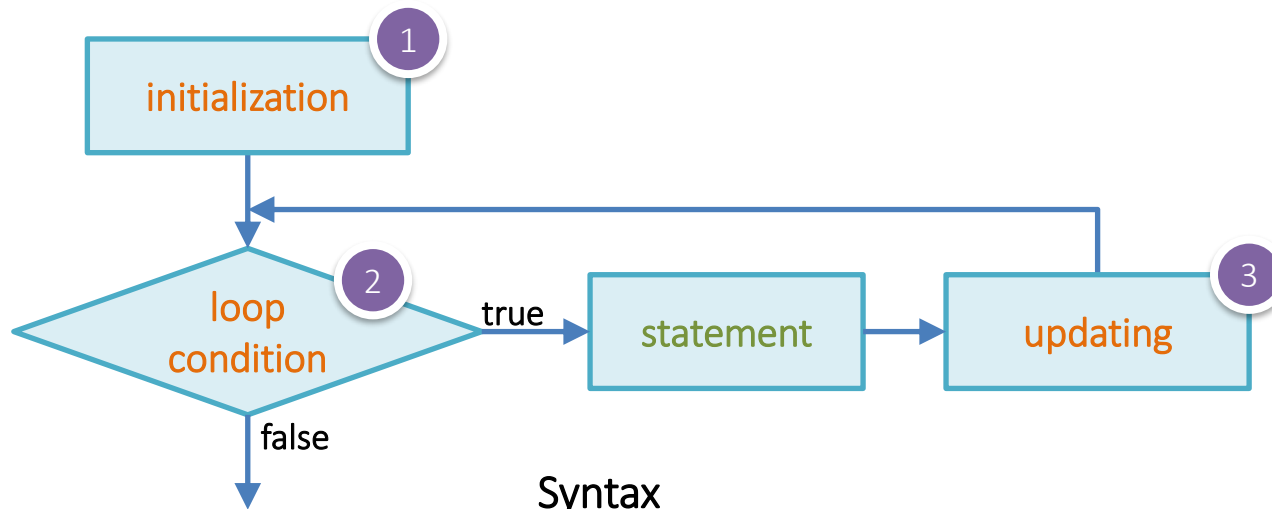 1
initialization
2
3
loop
condition
true
statement
updating
false
Syntax